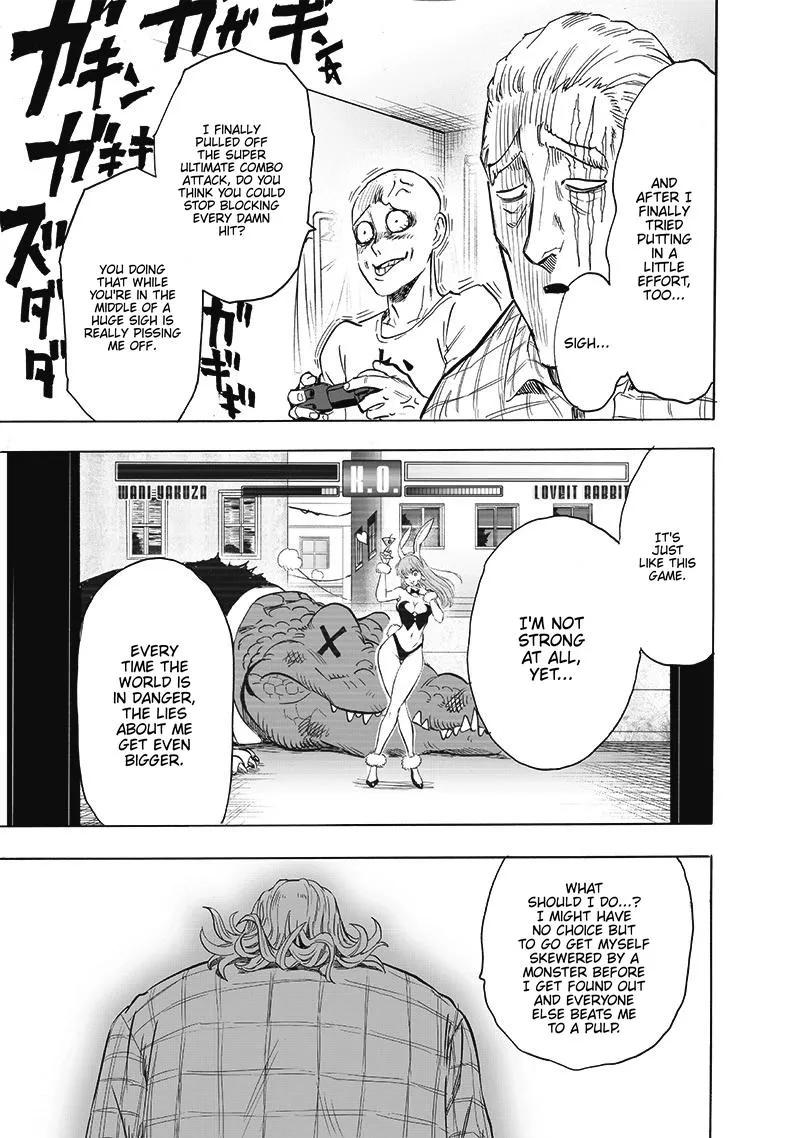 AND
AFTER I
FINALLY
TRIED
PUTTING
IN A
LITTLE
EFFORT,
TOO...
SIGH...
ガキン
I FINALLY
PULLED OFF
THE SUPER
ULTIMATE COMBO
ATTACK, DO YOU
THINK YOU COULD
STOP BLOCKING
EVERY DAMN
HIT?
YOU DOING
THAT WHILE
YOU'RE IN THE
MIDDLE OF A
HUGE SIGH IS
REALLY PISSING
ME OFF.
ガキン
ガキキ
ズダダダ
ガギギ
IT'S
JUST
LIKE THIS
GAME.
K.O.
WANI YAKUZA
LOVEIT RABBIT
I'M NOT
STRONG
AT ALL,
YET...
EVERY
TIME THE
WORLD IS
IN DANGER,
THE LIES
ABOUT ME
GET EVEN
BIGGER.
WHAT
SHOULD I
DO...?
I MIGHT HAVE
NO CHOICE BUT
TO GO GET MYSELF
SKEWERED BY A
MONSTER BEFORE
I GET FOUND OUT
AND EVERYONE
ELSE BEATS ME
TO A PULP.